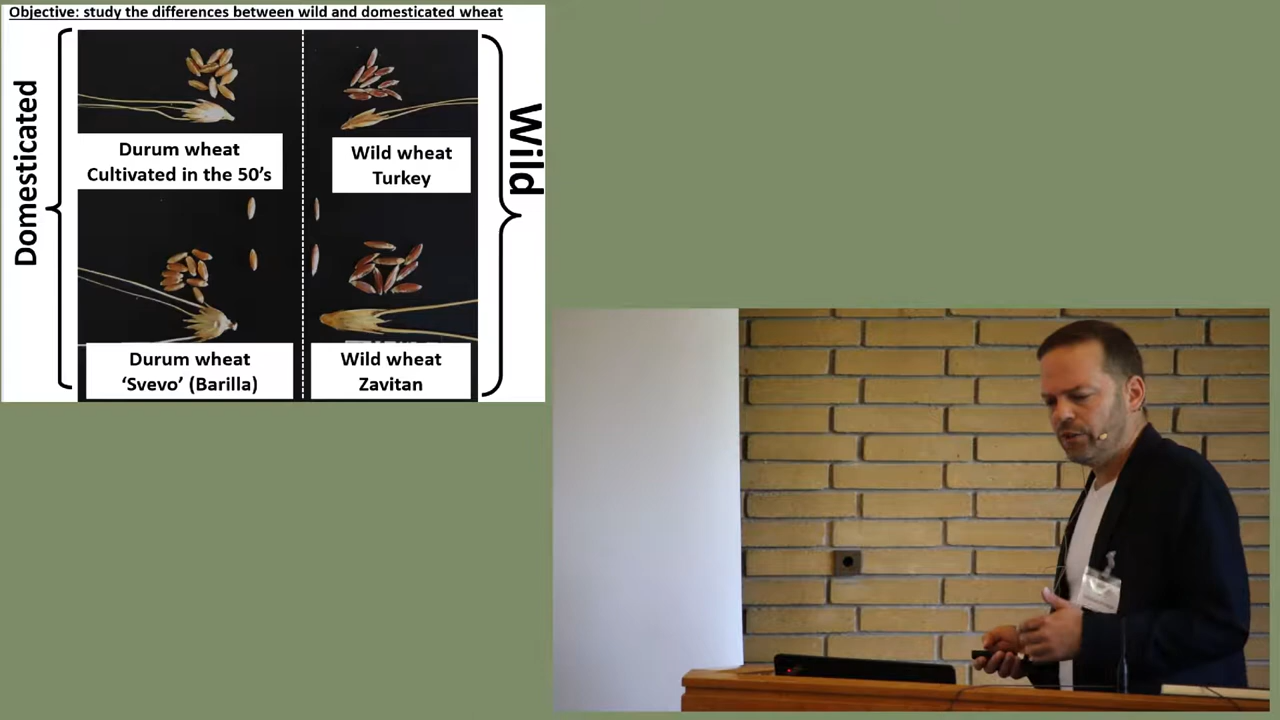 Objective: study the differences between wild and domesticated wheat
Domesticated
Durum wheat
Cultivated in the 50’s
Wild wheat
Turkey
Durum wheat
‘Svevo’ (Barilla)
Wild wheat
Zavitan
Wild